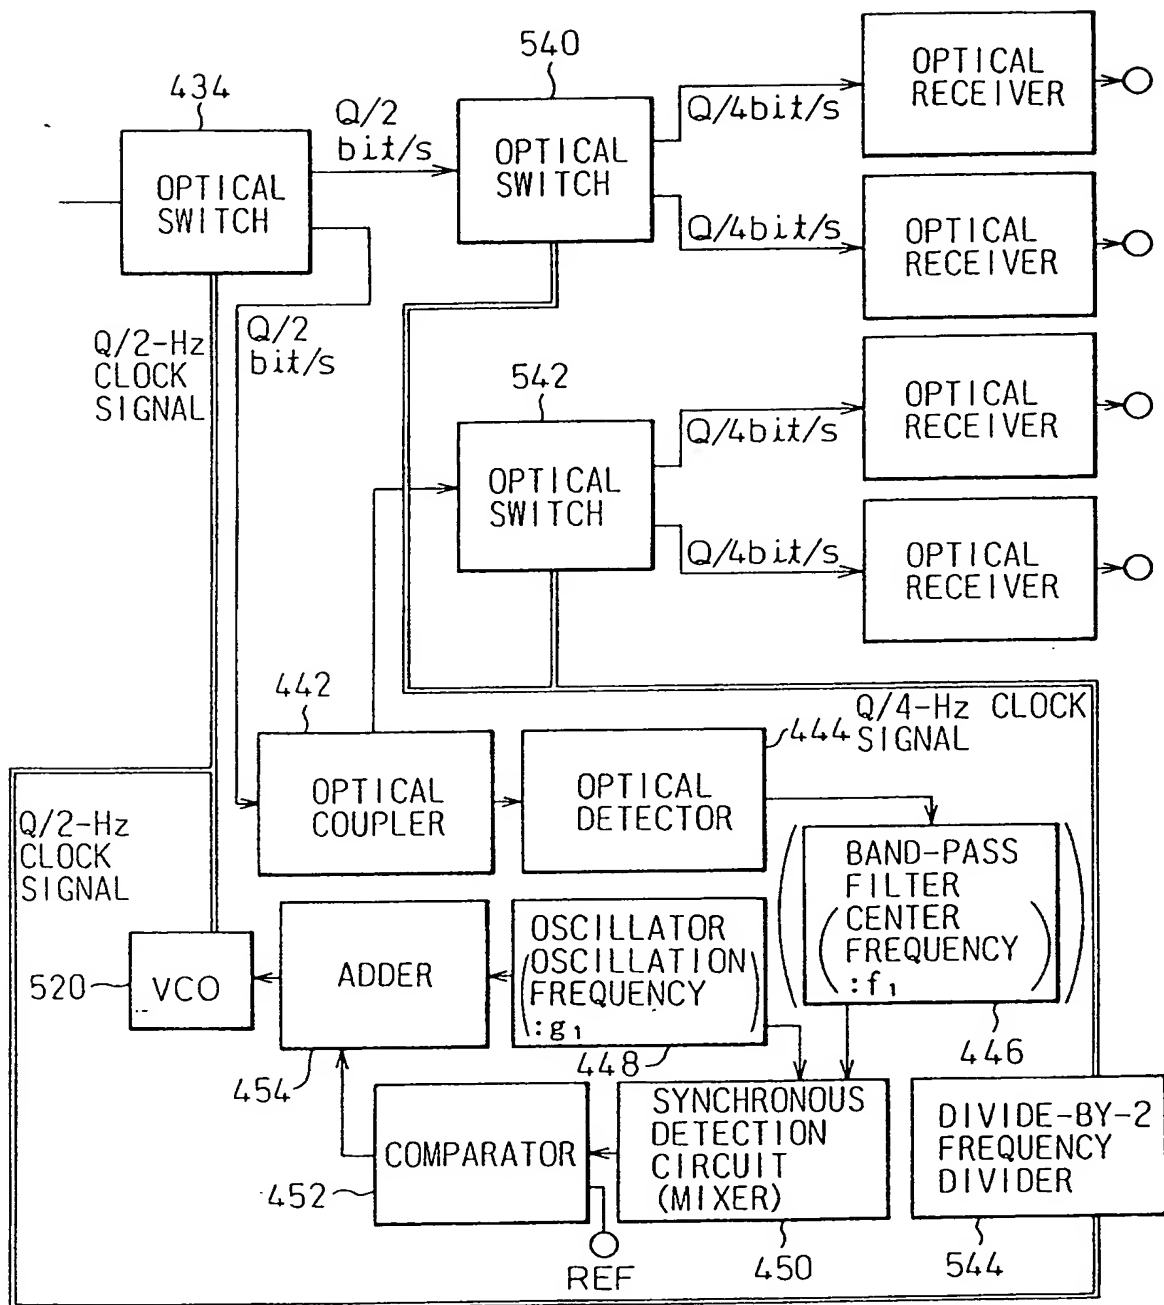 540
434
OPTICAL
RECEIVER
Q/2
bit/s
Q/4bit/s
OPTICAL
SWITCH
OPTICAL
SWITCH
Q/4bit/s
OPTICAL
RECEIVER
Q/2-Hz
CLOCK
SIGNAL
Q/2
bit/s
542
Q/4bit/s
OPTICAL
RECEIVER
OPTICAL
SWITCH
Q/4bit/s
OPTICAL
RECEIVER
442
444
Q/4-Hz CLOCK
SIGNAL
OPTICAL
COUPLER
OPTICAL
DETECTOR
Q/2-Hz
CLOCK
SIGNAL
BAND-PASS
FILTER
(CENTER
FREQUENCY
:f1)
520
VCO
ADDER
OSCILLATOR
(OSCILLATION
FREQUENCY
:g1)
454
448
446
COMPARATOR
SYNCHRONOUS
DETECTION
CIRCUIT
(MIXER)
DIVIDE-BY-2
FREQUENCY
DIVIDER
452
REF
450
544